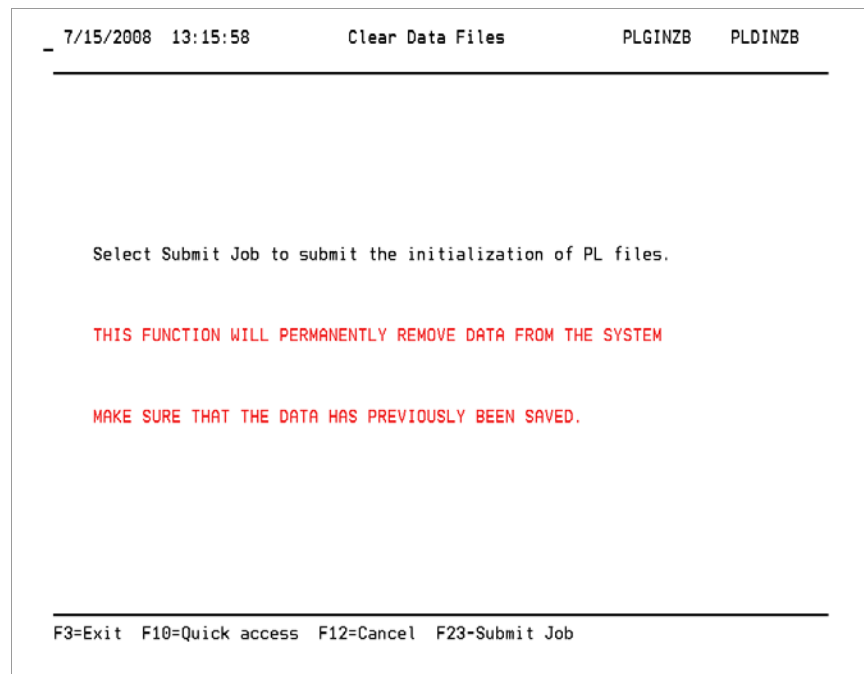 _ 7/15/2008 13:15:58 Clear Data Files PLGINZB PLDINZB
Select Submit Job to submit the initialization of PL files.
THIS FUNCTION WILL PERMANENTLY REMOVE DATA FROM THE SYSTEM
MAKE SURE THAT THE DATA HAS PREVIOUSLY BEEN SAVED.
F3=Exit F10=Quick access F12=Cancel F23-Submit Job